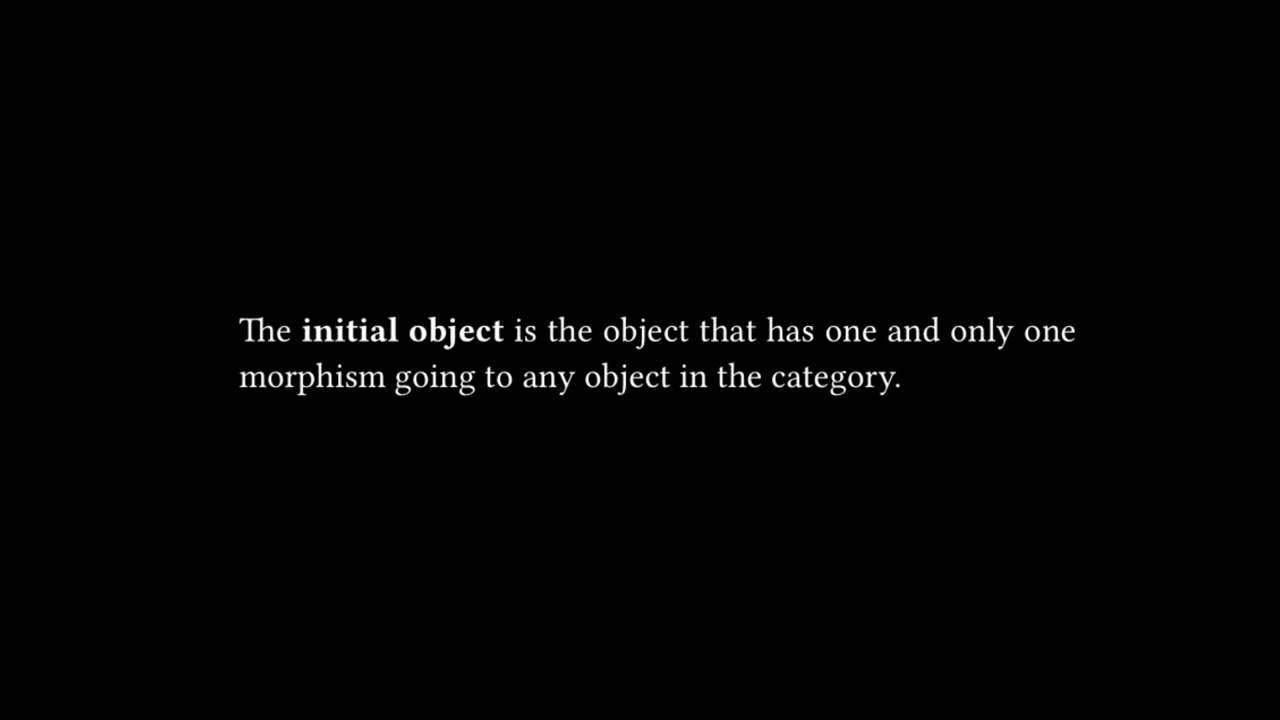 The initial object is the object that has one and only one
morphism going to any object in the category.